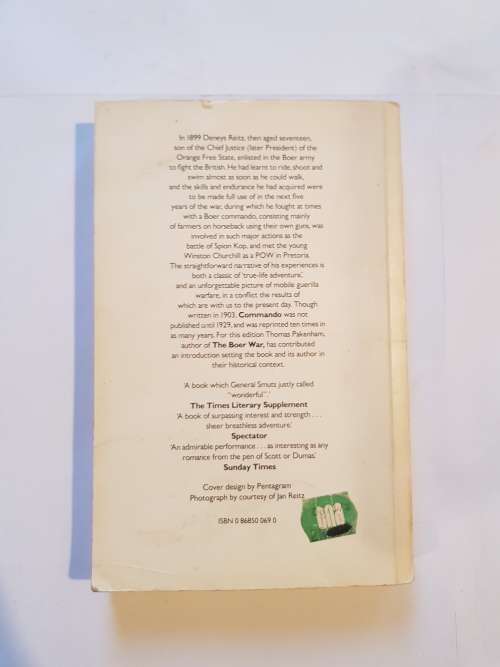 In 1899 Deneys Reitz, then aged seventeen,
son of the Chief Justice (later President) of the
Orange Free State, enlisted in the Boer army
to fight the British. He had learnt to ride, shoot and
swim almost as soon as he could walk,
and the skills and endurance he had acquired were
to be made full use of in the next five
years of the war, during which he fought at times
with a Boer commando, consisting mainly
of farmers on horseback using their own guns, was
involved in such major actions as the
battle of Spion Kop, and met the young
Winston Churchill as a POW in Pretoria.
The straightforward narrative of his experiences is
both a classic of 'true-life adventure',
and an unforgettable picture of mobile guerilla
warfare, in a conflict the results of
which are with us to the present day. Though
written in 1903, Commando was not
published until 1929, and was reprinted ten times in
as many years. For this edition Thomas Pakenham,
author of The Boer War, has contributed
an introduction setting the book and its author in
their historical context.
'A book which General Smuts justly called
"wonderful".'
The Times Literary Supplement
'A book of surpassing interest and strength . . .
sheer breathless adventure.'
Spectator
'An admirable performance . . . as interesting as any
romance from the pen of Scott or Dumas.'
Sunday Times
Cover design by Pentagram
Photograph by courtesy of Jan Reitz
ISBN 0 86850 069 0